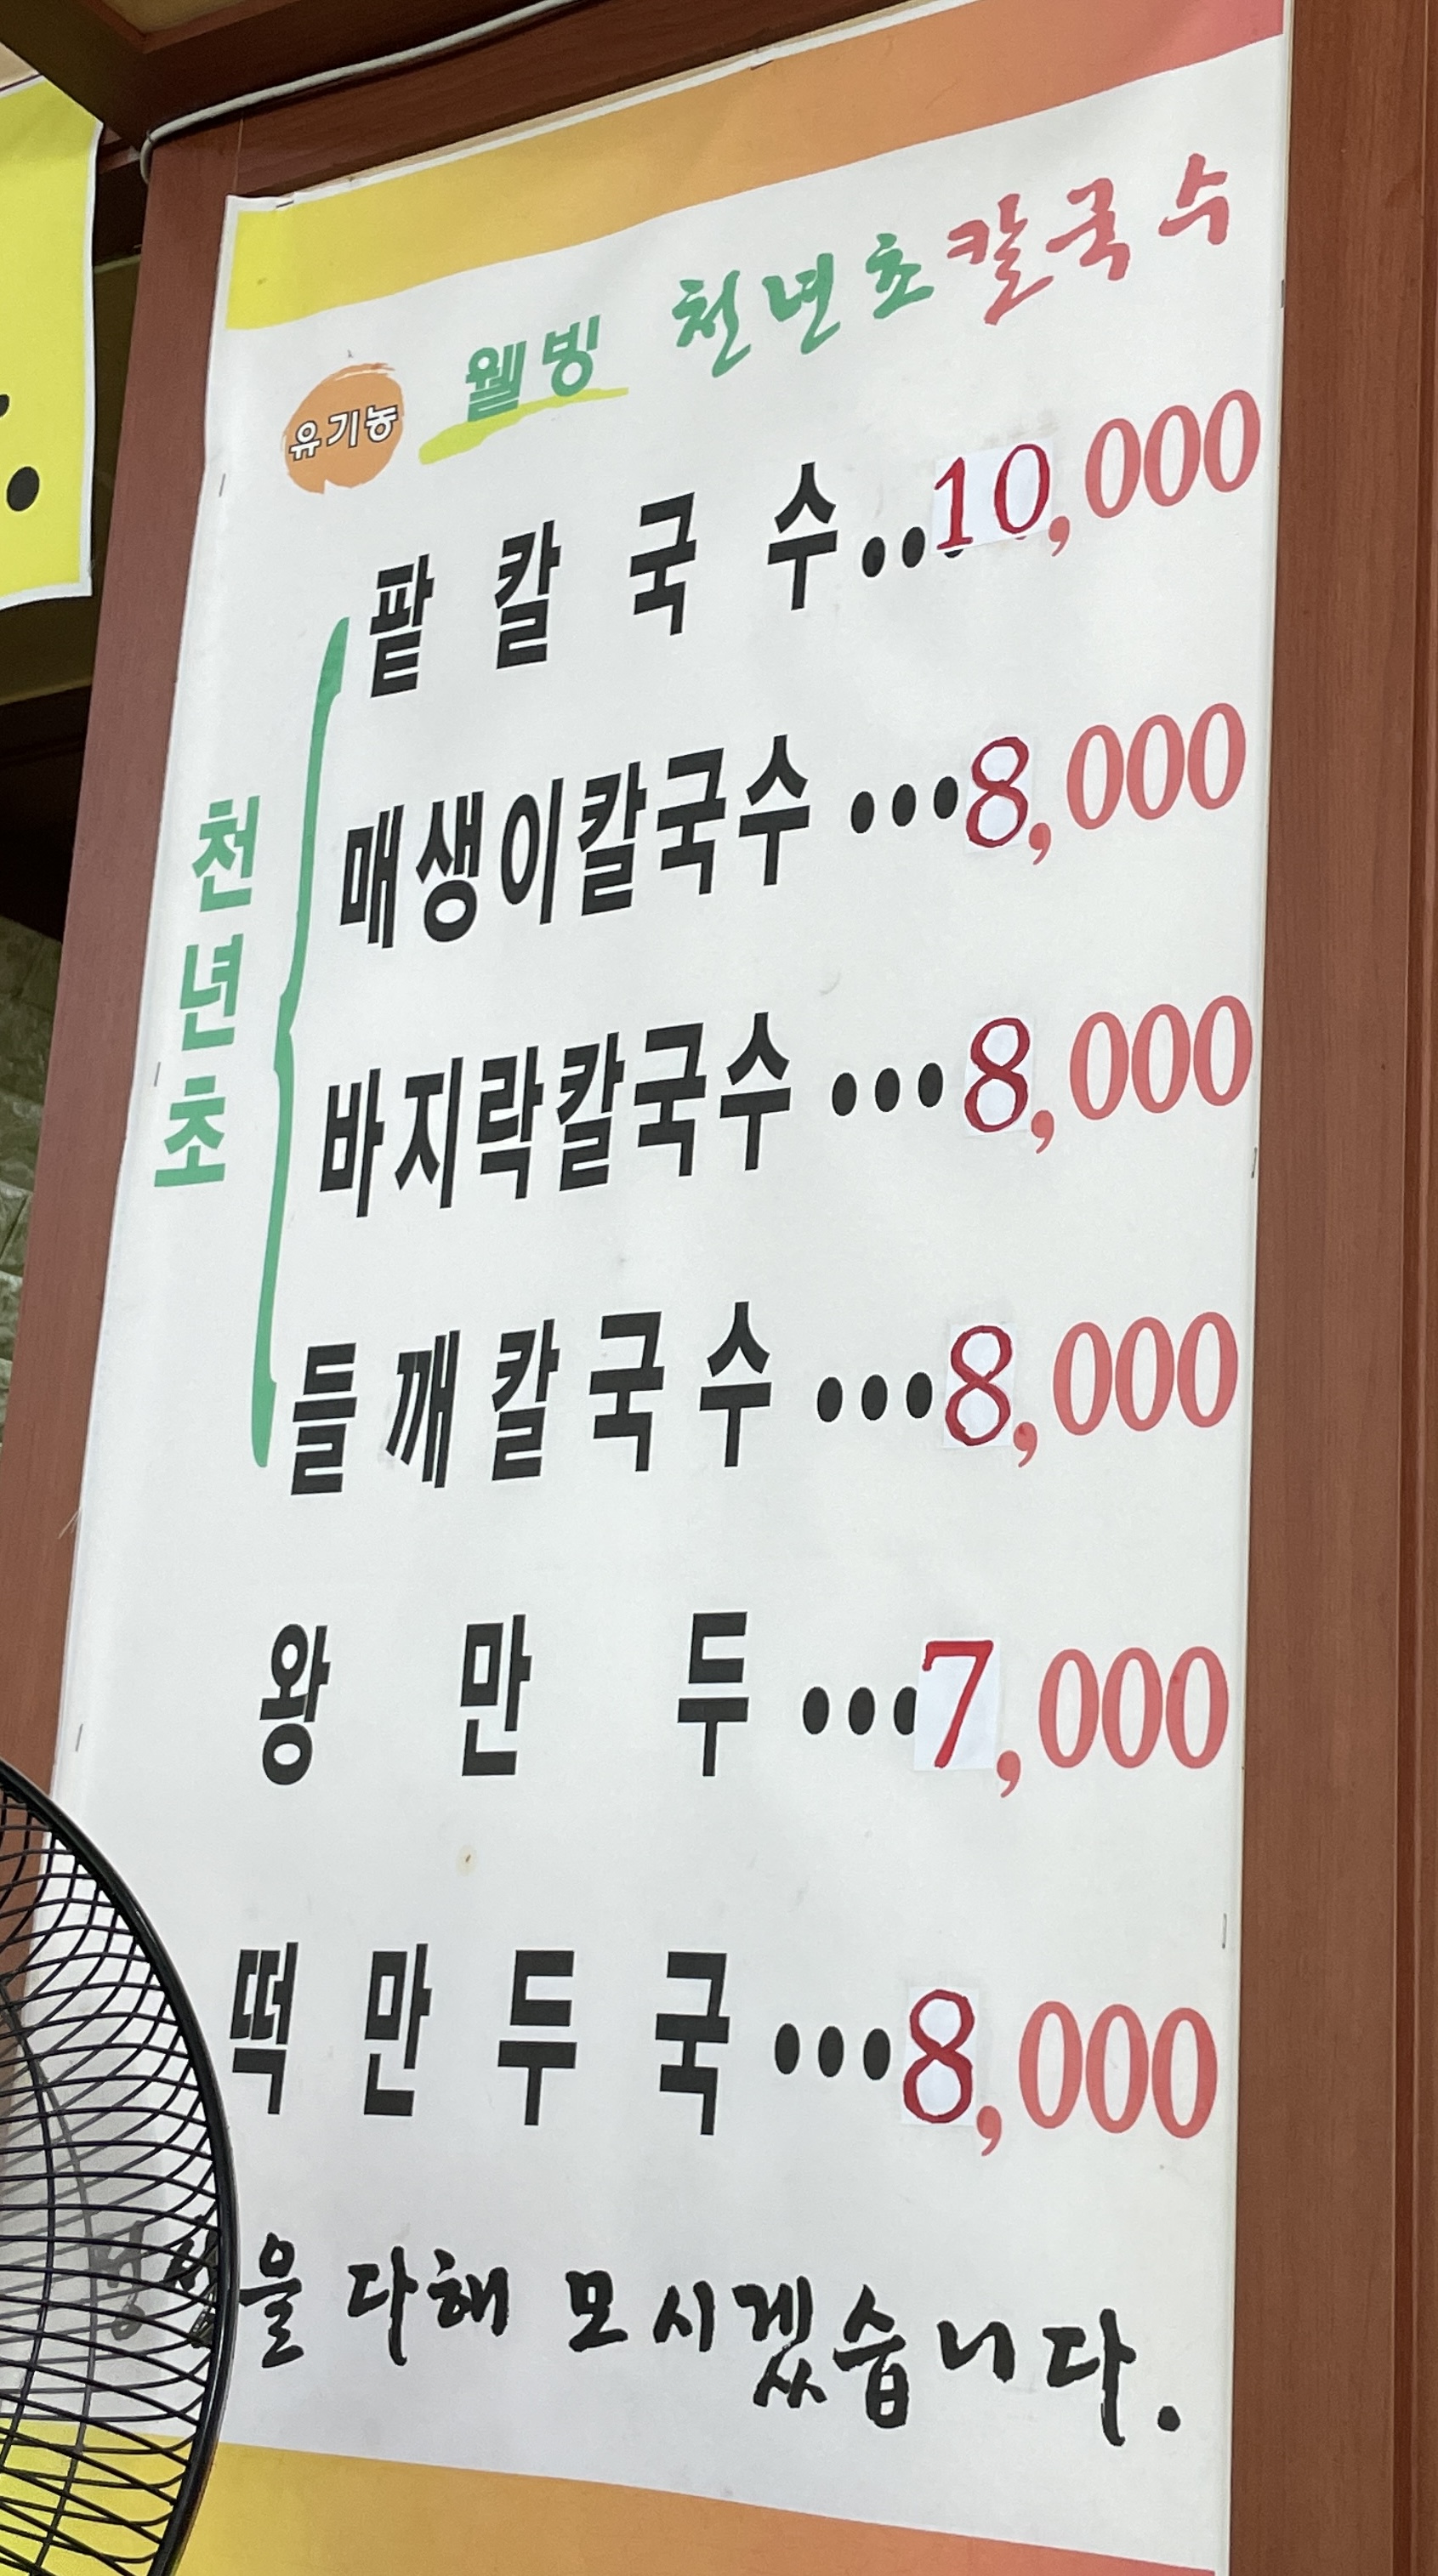 유기농 웰빙 천년초칼국수
팥칼국수..10,000
천년초
매생이칼국수...8,000
바지락칼국수...8,000
들깨칼국수...8,000
왕만두...7,000
떡만두국...8,000
다해 모시겠습니다.